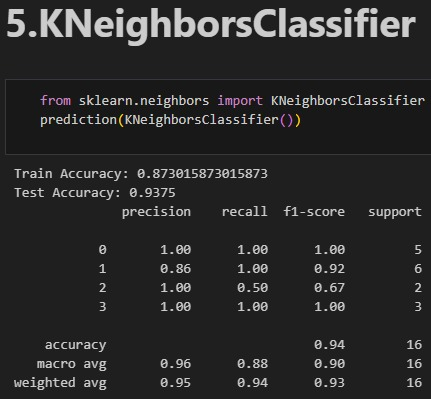 5.KNeighborsClassifier
from sklearn.neighbors import KNeighborsClassifier
prediction(KNeighborsClassifier())
Train Accuracy: 0.873015873015873
Test Accuracy: 0.9375
precision recall f1-score support
0 1.00 1.00 1.00 5
1 0.86 1.00 0.92 6
2 1.00 0.50 0.67 2
3 1.00 1.00 1.00 3
accuracy 0.94 16
macro avg 0.96 0.88 0.90 16
weighted avg 0.95 0.94 0.93 16